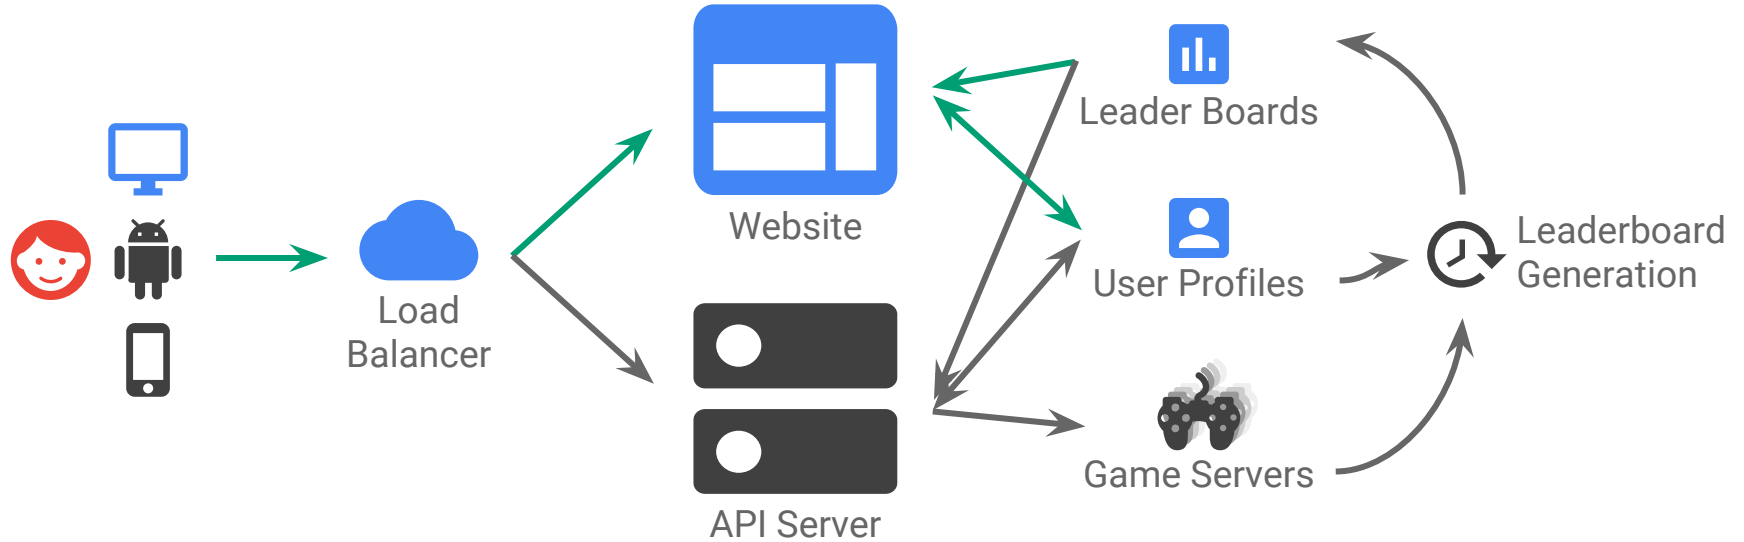 Load
Balancer
Website
API Server
Leader Boards
User Profiles
Game Servers
Leaderboard
Generation